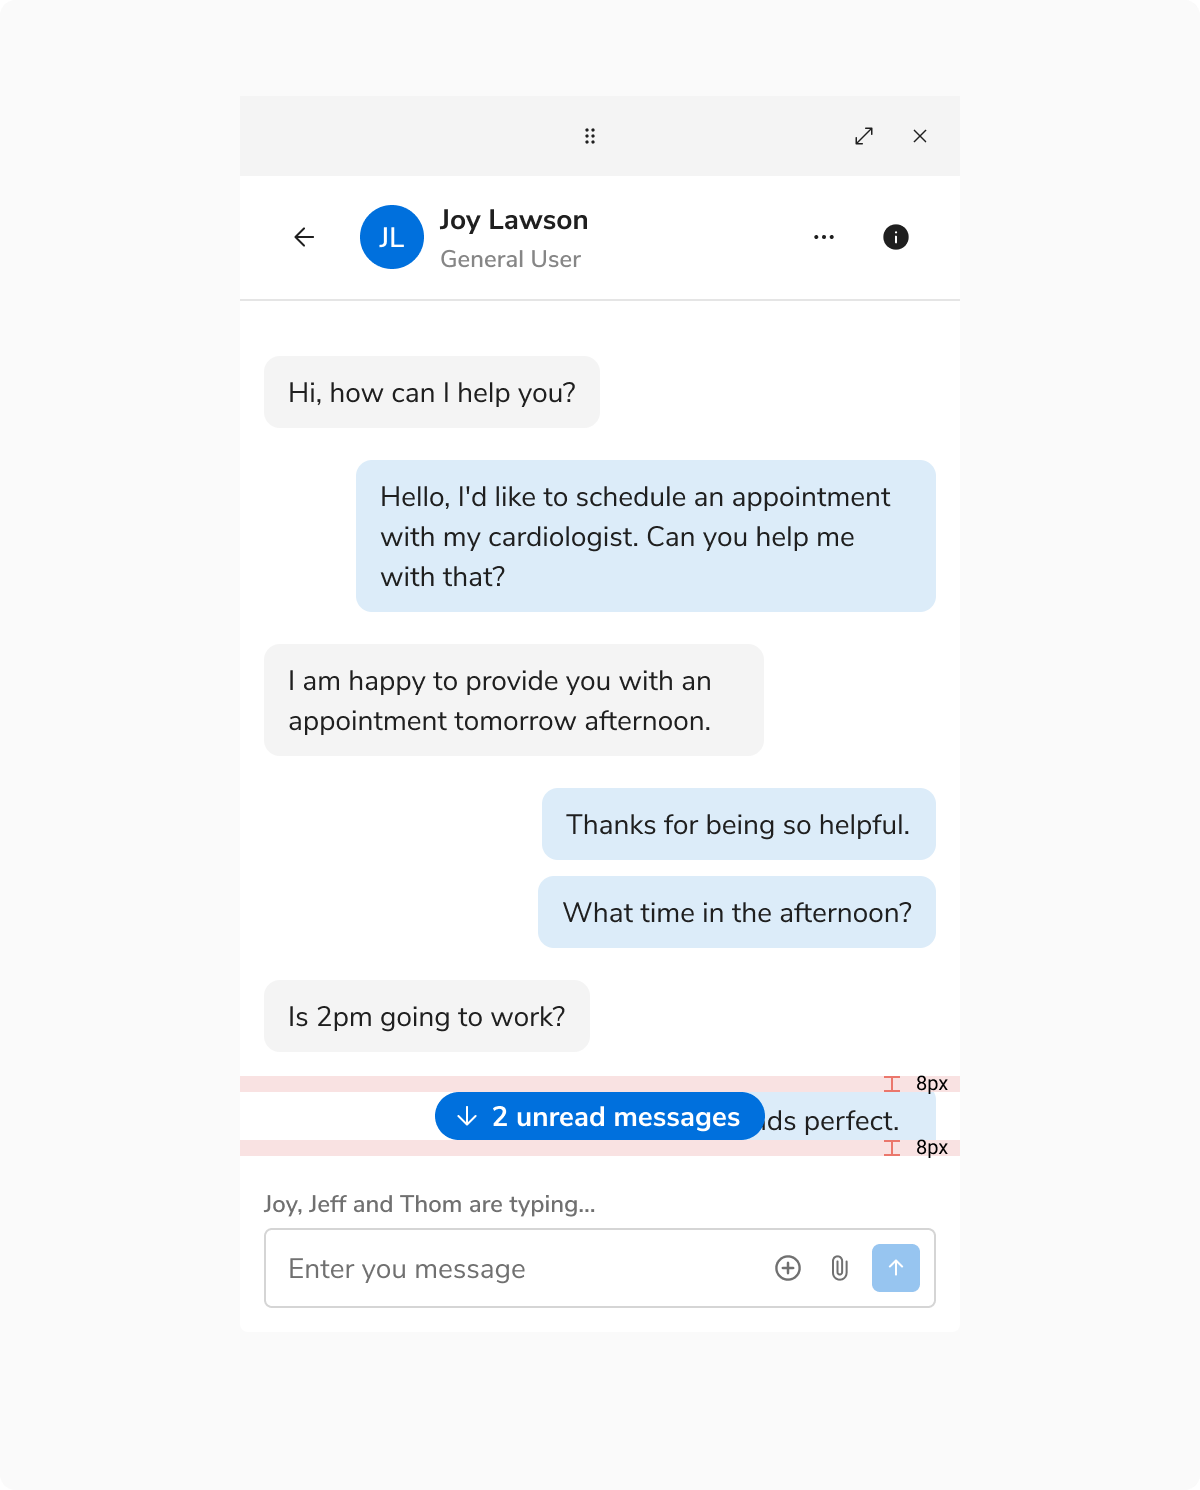 JL
Joy Lawson
General User
Hi, how can I help you?
Hello, I'd like to schedule an appointment
with my cardiologist. Can you help me
with that?
I am happy to provide you with an
appointment tomorrow afternoon.
Thanks for being so helpful.
What time in the afternoon?
Is 2pm going to work?
8px
2 unread messages
perfect.
8px
Joy, Jeff and Thom are typing...
Enter you message